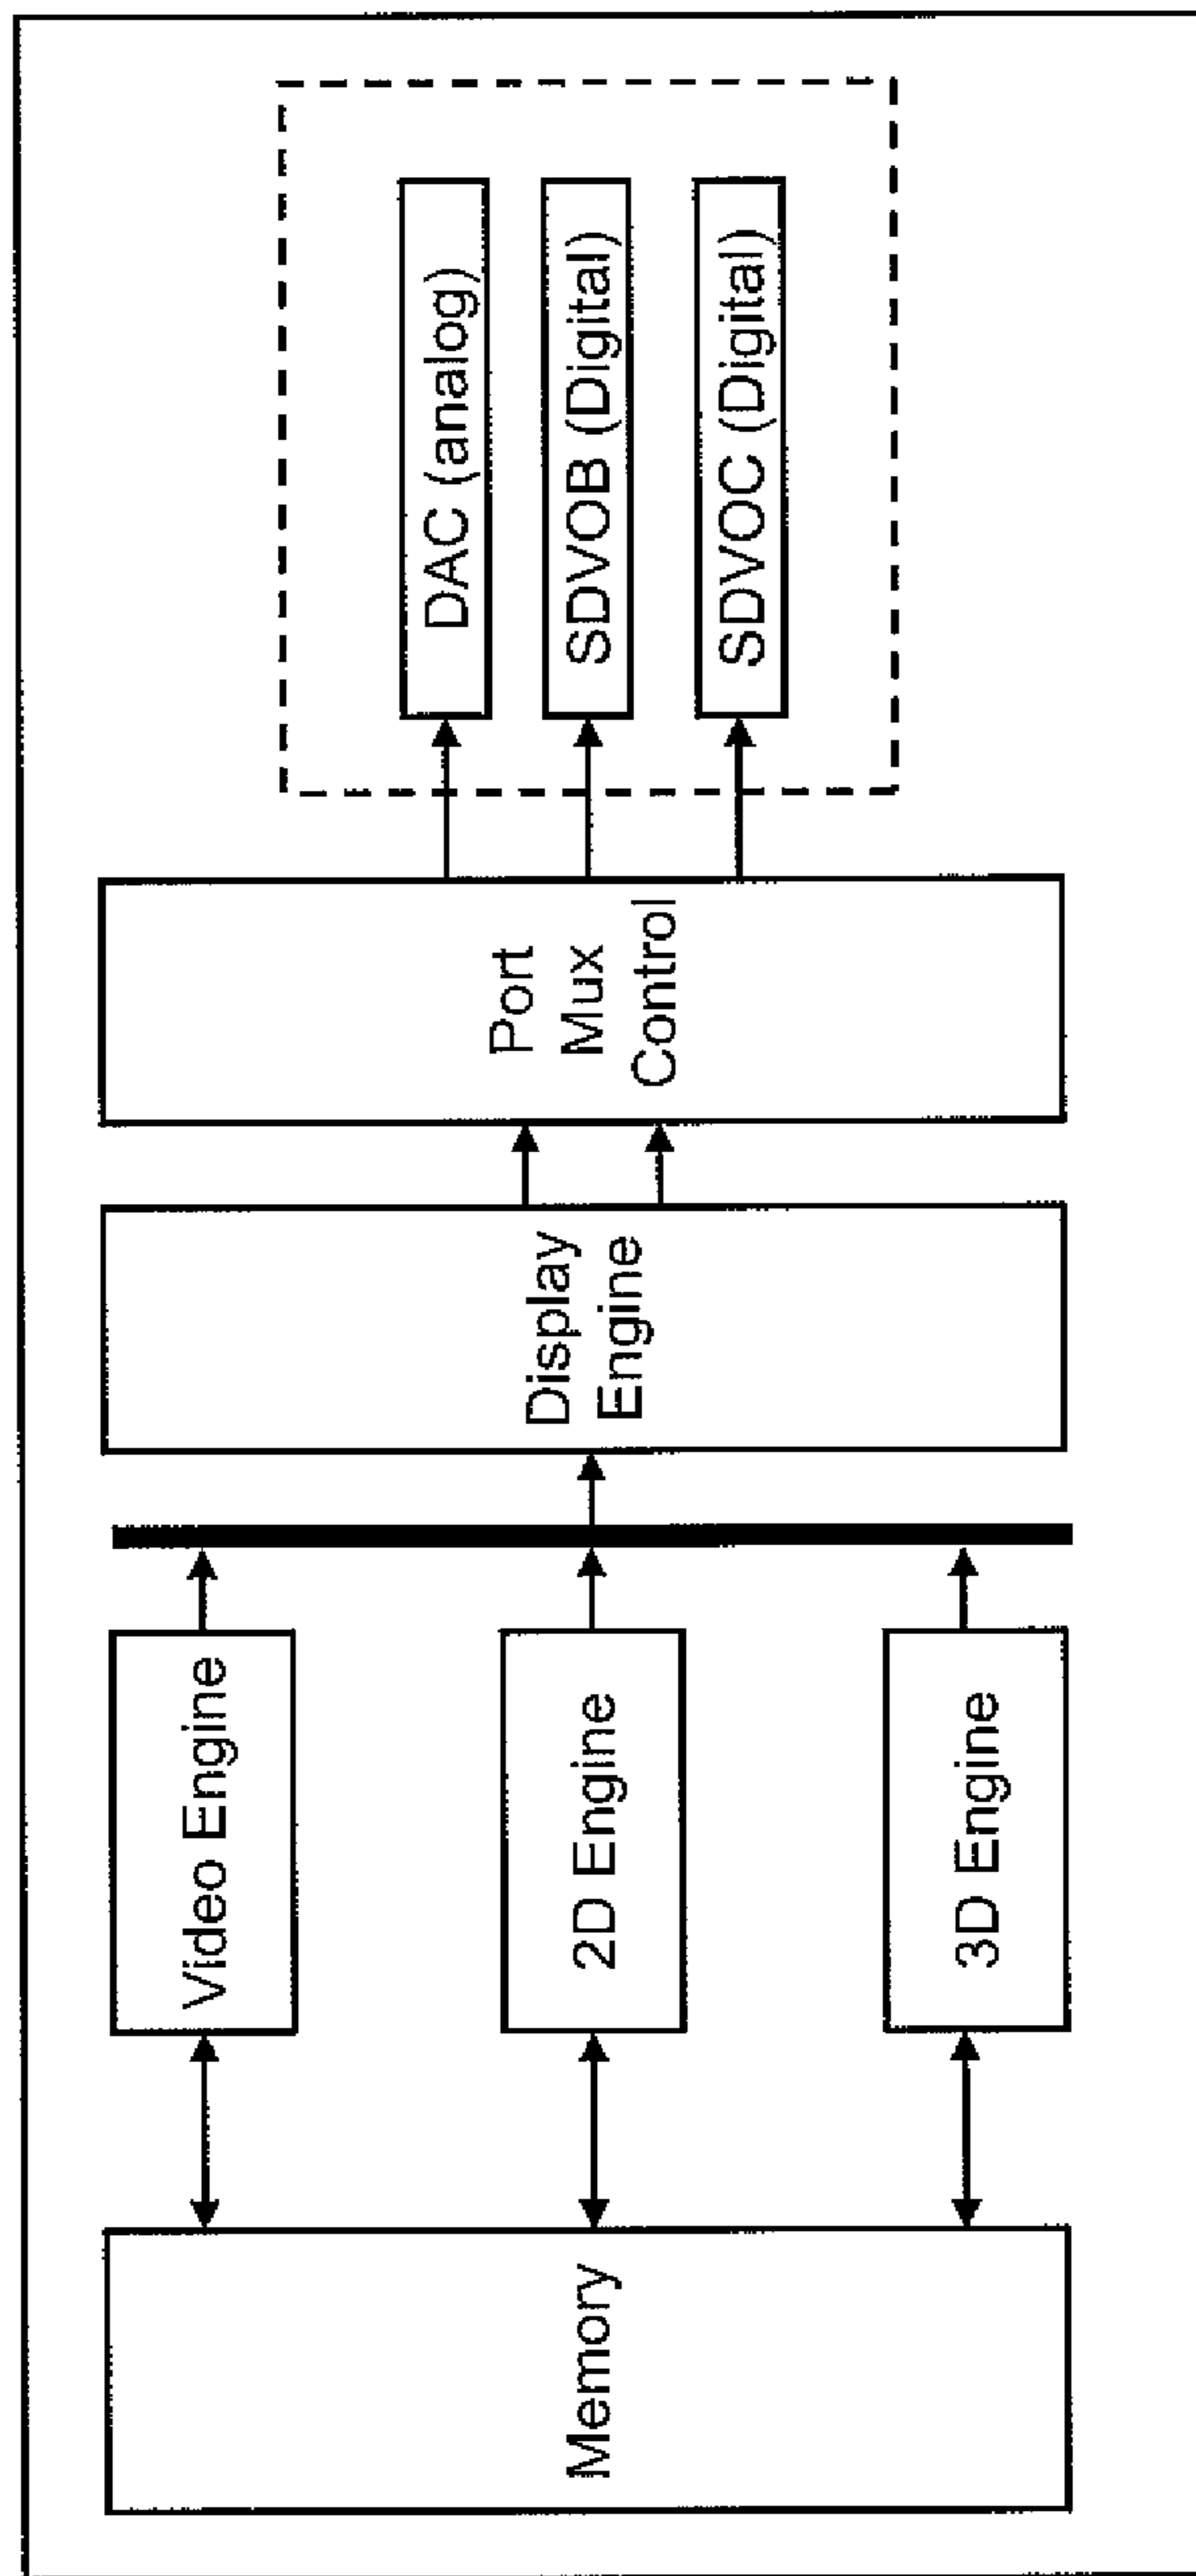 Memory
Video Engine
2D Engine
3D Engine
Display
Engine
Port
Mux
Control
DAC (analog)
SDVOB (Digital)
SDVOC (Digital)